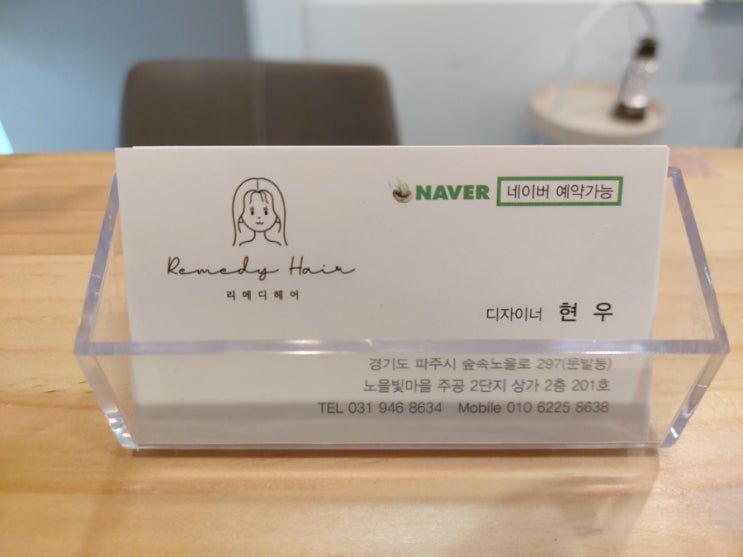 NAVER 네이버 예약가능
Remedy Hair
리메디헤어
디자이너 현 우
경기도 파주시 숲속노을로 297(문발동)
노을빛마을 주공 2단지 상가 2층 201호
TEL 031 946 8634 Mobile 010 6225 8638